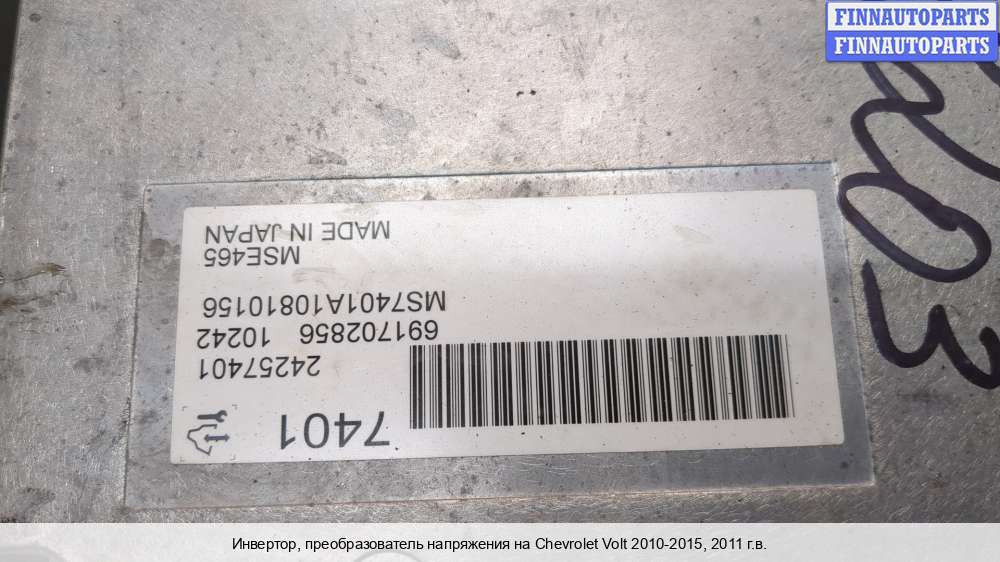 FINNAUTOPARTS
FINNAUTOPARTS
7401
24257401
691702856 10242
MS7401A10810156
MSE465
MADE IN JAPAN
Инвертор, преобразователь напряжения на Chevrolet Volt 2010-2015, 2011 г.в.